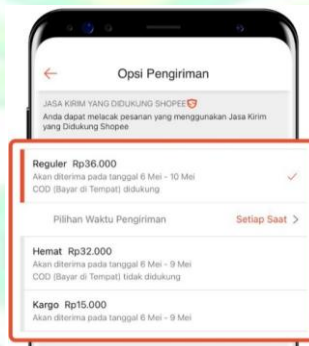 Opsi Pengiriman
JASA KIRIM YANG DIDUKUNG SHOPEE
Anda dapat melacak pesanan yang menggunakan Jasa Kirim
yang Didukung Shopee
Reguler Rp36.000
Akan diterima pada tanggal 6 Mei - 10 Mei
COD (Bayar di Tempat) didukung
Pilihan Waktu Pengiriman Setiap Saat >
Hemat Rp32.000
Akan diterima pada tanggal 6 Mei - 9 Mei
COD (Bayar di Tempat) tidak didukung
Kargo Rp15.000
Akan diterima pada tanggal 6 Mei - 9 Mei